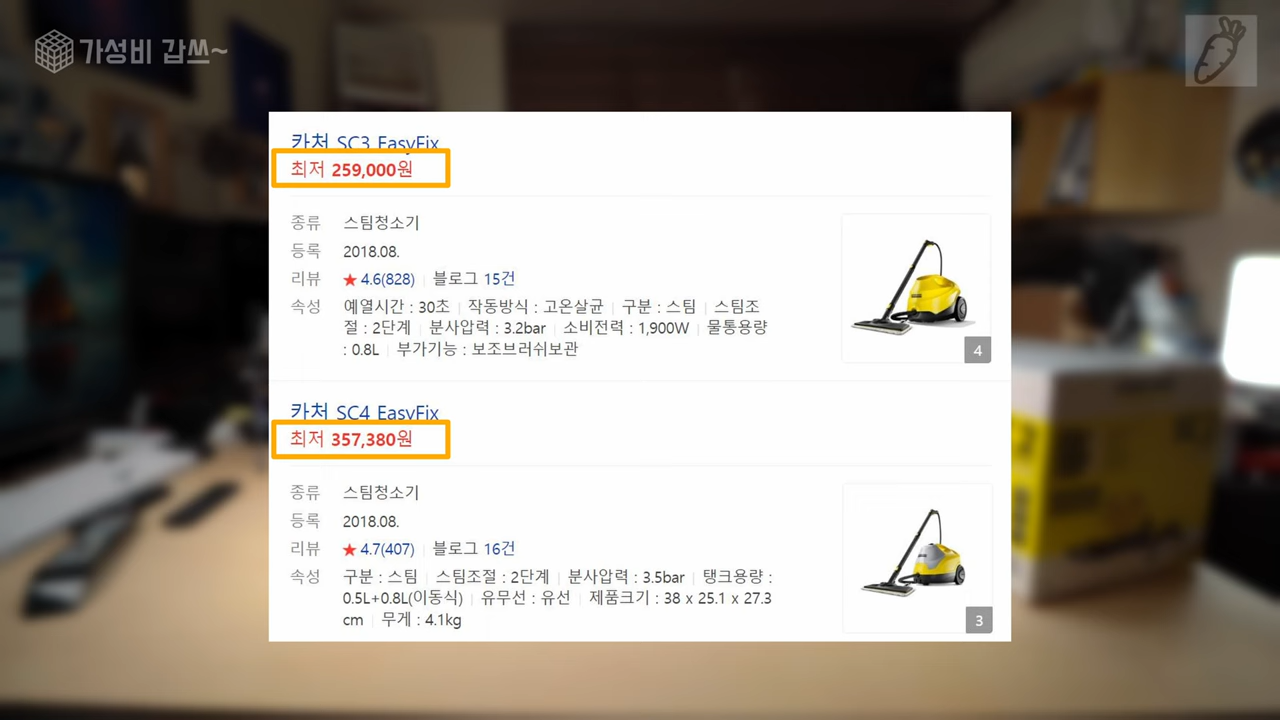 가성비 갑쓰~
카처 SC3 EasyFix
최저 259,000원
종류 스팀청소기
등록 2018.08.
리뷰 ★ 4.6(828) | 블로그 15건
속성 예열시간 : 30초 | 작동방식 : 고온살균 | 구분 : 스팀 | 스팀조
절 : 2단계 | 분사압력 : 3.2bar | 소비전력 : 1,900W | 물통용량
: 0.8L | 부가기능 : 보조브러쉬보관
4
카처 SC4 EasyFix
최저 357,380원
종류 스팀청소기
등록 2018.08.
리뷰 ★ 4.7(407) | 블로그 16건
속성 구분 : 스팀 | 스팀조절 : 2단계 | 분사압력 : 3.5bar | 탱크용량 :
0.5L+0.8L(이동식) | 유무선 : 유선 | 제품크기 : 38 x 25.1 x 27.3
cm | 무게 : 4.1kg
3